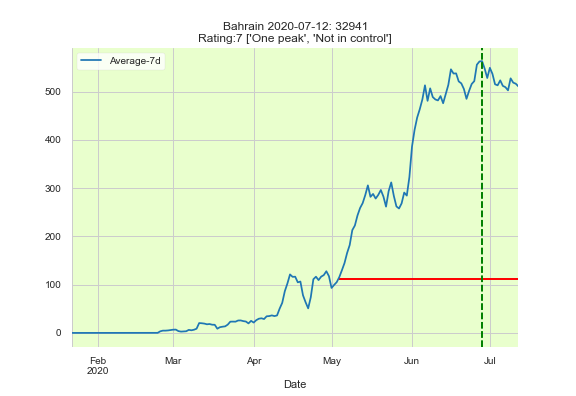 Bahrain 2020-07-12: 32941
Rating:7 ['One peak', 'Not in control']
Average-7d
500
400
300
200
100
0
Feb Mar Apr May Jun Jul
2020
Date